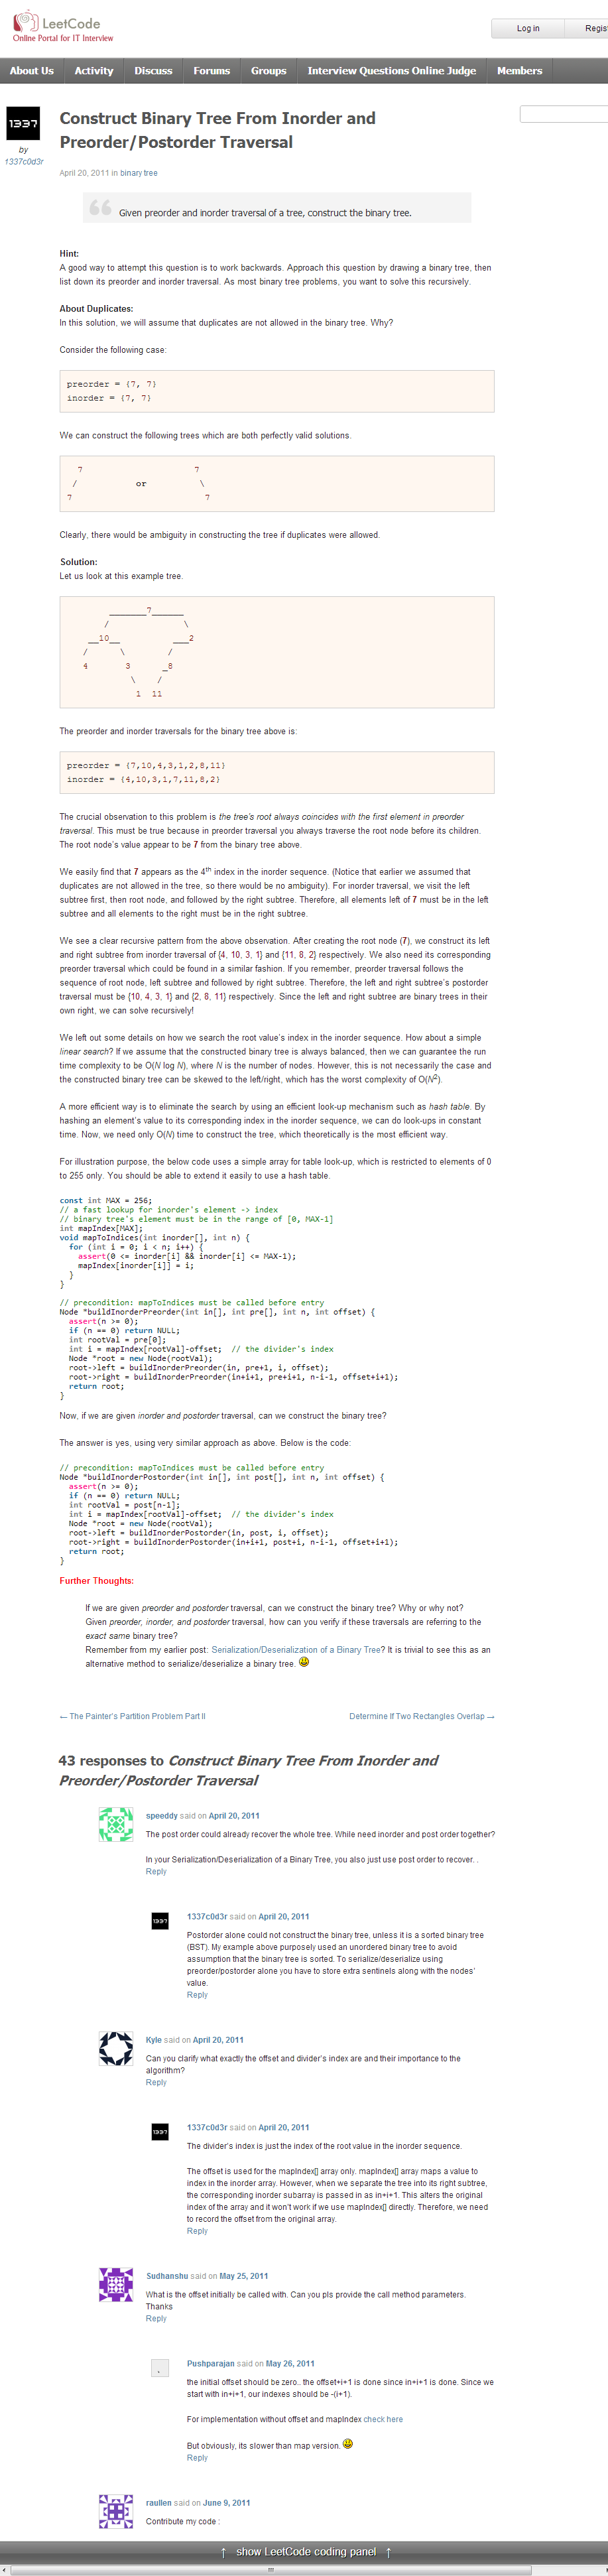 LeetCode
Online Portal for IT Interview
Log in
Regis
About Us
Activity
Discuss
Forums
Groups
Interview Questions Online Judge
Members
1337
by
1337c0d3r
Construct Binary Tree From Inorder and
Preorder/Postorder Traversal
April 20, 2011 in binary tree
Given preorder and inorder traversal of a tree, construct the binary tree.
Hint:
A good way to attempt this question is to work backwards. Approach this question by drawing a binary tree, then
list down its preorder and inorder traversal. As most binary tree problems, you want to solve this recursively.
About Duplicates:
In this solution, we will assume that duplicates are not allowed in the binary tree. Why?
Consider the following case:
preorder = {7, 7}
inorder = {7, 7}
We can construct the following trees which are both perfectly valid solutions.
7                     7
/          or          \
7                       7
Clearly, there would be ambiguity in constructing the tree if duplicates were allowed.
Solution:
Let us look at this example tree.
_______7______
/              \
__10__          ___2
/      \        /
4       3      _8
\    /
1  11
The preorder and inorder traversals for the binary tree above is:
preorder = {7,10,4,3,1,2,8,11}
inorder = {4,10,3,1,7,11,8,2}
The crucial observation to this problem is the tree's root always coincides with the first element in preorder
traversal. This must be true because in preorder traversal you always traverse the root node before its children.
The root node's value appear to be 7 from the binary tree above.
We easily find that 7 appears as the 4th index in the inorder sequence. (Notice that earlier we assumed that
duplicates are not allowed in the tree, so there would be no ambiguity). For inorder traversal, we visit the left
subtree first, then root node, and followed by the right subtree. Therefore, all elements left of 7 must be in the left
subtree and all elements to the right must be in the right subtree.
We see a clear recursive pattern from the above observation. After creating the root node (7), we construct its left
and right subtree from inorder traversal of {4, 10, 3, 1} and {11, 8, 2} respectively. We also need its corresponding
preorder traversal which could be found in a similar fashion. If you remember, preorder traversal follows the
sequence of root node, left subtree and followed by right subtree. Therefore, the left and right subtree's postorder
traversal must be {10, 4, 3, 1} and {2, 8, 11} respectively. Since the left and right subtree are binary trees in their
own right, we can solve recursively!
We left out some details on how we search the root value's index in the inorder sequence. How about a simple
linear search? If we assume that the constructed binary tree is always balanced, then we can guarantee the run
time complexity to be O(N log N), where N is the number of nodes. However, this is not necessarily the case and
the constructed binary tree can be skewed to the left/right, which has the worst complexity of O(N2).
A more efficient way is to eliminate the search by using an efficient look-up mechanism such as hash table. By
hashing an element's value to its corresponding index in the inorder sequence, we can do look-ups in constant
time. Now, we need only O(N) time to construct the tree, which theoretically is the most efficient way.
For illustration purpose, the below code uses a simple array for table look-up, which is restricted to elements of 0
to 255 only. You should be able to extend it easily to use a hash table.
const int MAX = 256;
// a fast lookup for inorder's element -> index
// binary tree's element must be in the range of [0, MAX-1]
int mapIndex[MAX];
void mapToIndices(int inorder[], int n) {
for (int i = 0; i < n; i++) {
assert(0 <= inorder[i] && inorder[i] <= MAX-1);
mapIndex[inorder[i]] = i;
}
}
// precondition: mapToIndices must be called before entry
Node *buildInorderPreorder(int in[], int pre[], int n, int offset) {
assert(n >= 0);
if (n == 0) return NULL;
int rootVal = pre[0];
int i = mapIndex[rootVal]-offset;  // the divider's index
Node *root = new Node(rootVal);
root->left = buildInorderPreorder(in, pre+1, i, offset);
root->right = buildInorderPreorder(in+i+1, pre+i+1, n-i-1, offset+i+1);
return root;
}
Now, if we are given inorder and postorder traversal, can we construct the binary tree?
The answer is yes, using very similar approach as above. Below is the code:
// precondition: mapToIndices must be called before entry
Node *buildInorderPostorder(int in[], int post[], int n, int offset) {
assert(n >= 0);
if (n == 0) return NULL;
int rootVal = post[n-1];
int i = mapIndex[rootVal]-offset;  // the divider's index
Node *root = new Node(rootVal);
root->left = buildInorderPostorder(in, post, i, offset);
root->right = buildInorderPostorder(in+i+1, post+i, n-i-1, offset+i+1);
return root;
}
Further Thoughts:
If we are given preorder and postorder traversal, can we construct the binary tree? Why or why not?
Given preorder, inorder, and postorder traversal, how can you verify if these traversals are referring to the
exact same binary tree?
Remember from my earlier post: Serialization/Deserialization of a Binary Tree? It is trivial to see this as an
alternative method to serialize/deserialize a binary tree.
← The Painter's Partition Problem Part II
Determine If Two Rectangles Overlap →
43 responses to Construct Binary Tree From Inorder and
Preorder/Postorder Traversal
speeddy said on April 20, 2011
The post order could already recover the whole tree. While need inorder and post order together?
In your Serialization/Deserialization of a Binary Tree, you also just use post order to recover. .
Reply
1337
1337c0d3r said on April 20, 2011
Postorder alone could not construct the binary tree, unless it is a sorted binary tree
(BST). My example above purposely used an unordered binary tree to avoid
assumption that the binary tree is sorted. To serialize/deserialize using
preorder/postorder alone you have to store extra sentinels along with the nodes'
value.
Reply
Kyle said on April 20, 2011
Can you clarify what exactly the offset and divider's index are and their importance to the
algorithm?
Reply
1337
1337c0d3r said on April 20, 2011
The divider's index is just the index of the root value in the inorder sequence.
The offset is used for the mapIndex[] array only. mapIndex[] array maps a value to
index in the inorder array. However, when we separate the tree into its right subtree,
the corresponding inorder subarray is passed in as in+i+1. This alters the original
index of the array and it won't work if we use mapIndex[] directly. Therefore, we need
to record the offset from the original array.
Reply
Sudhanshu said on May 25, 2011
What is the offset initially be called with. Can you pls provide the call method parameters.
Thanks
Reply
Pushparajan said on May 26, 2011
the initial offset should be zero.. the offset+i+1 is done since in+i+1 is done. Since we
start with in+i+1, our indexes should be -(i+1).
For implementation without offset and mapIndex check here
But obviously, its slower than map version.
Reply
raullen said on June 9, 2011
Contribute my code :
↑ show LeetCode coding panel ↑